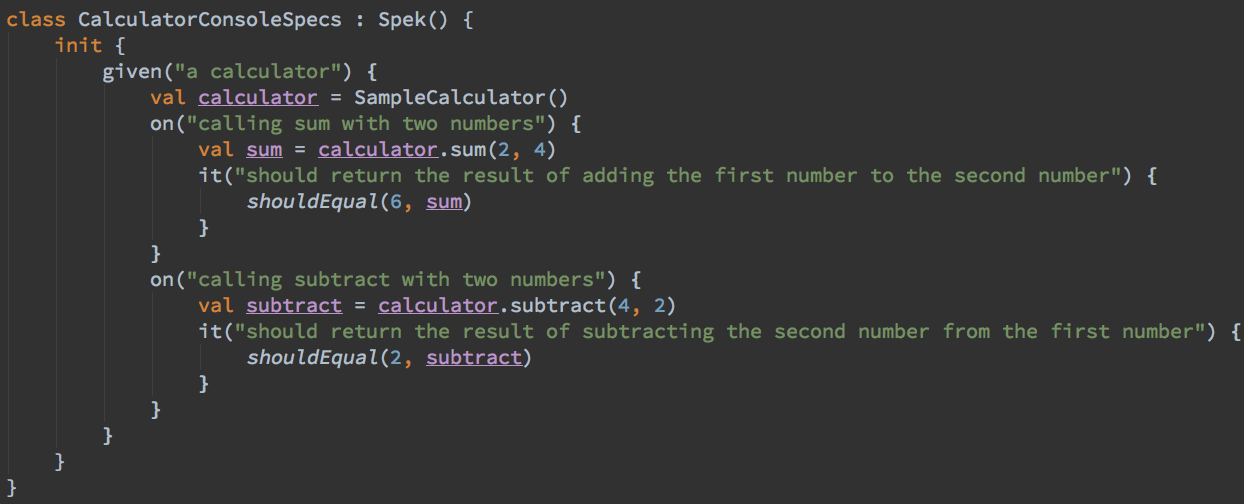 class CalculatorConsoleSpecs : Spek() {
    init {
        given("a calculator") {
            val calculator = SampleCalculator()
            on("calling sum with two numbers") {
                val sum = calculator.sum(2, 4)
                it("should return the result of adding the first number to the second number") {
                    shouldEqual(6, sum)
                }
            }
            on("calling subtract with two numbers") {
                val subtract = calculator.subtract(4, 2)
                it("should return the result of subtracting the second number from the first number") {
                    shouldEqual(2, subtract)
                }
            }
        }
    }
}